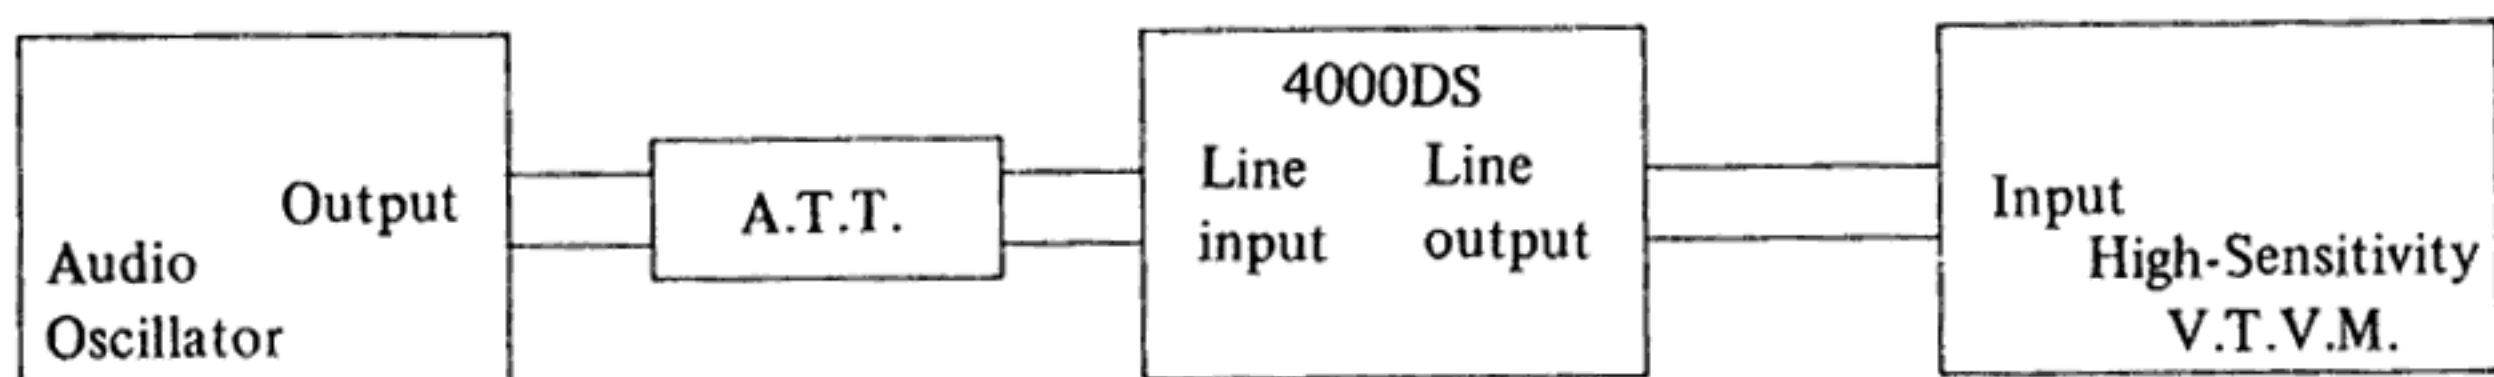 Output
Audio
Oscillator
A.T.T.
4000DS
Line
input
Line
output
Input
High-Sensitivity
V.T.V.M.